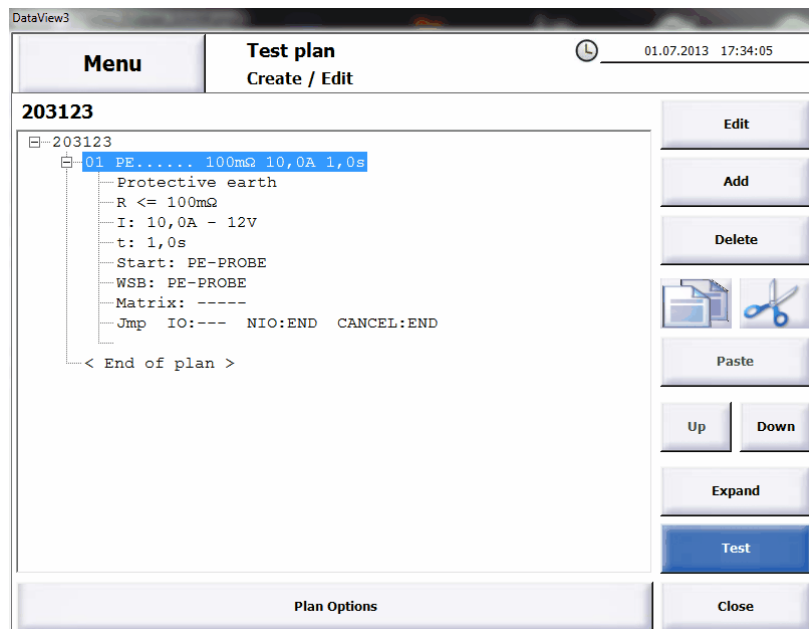 DataView3
Menu
Test plan
Create / Edit
01.07.2013 17:34:05
203123
203123
01 PE...... 100mΩ 10,0A 1,0s
Protective earth
R <= 100mΩ
I: 10,0A - 12V
t: 1,0s
Start: PE-PROBE
WSB: PE-PROBE
Matrix: -----
Jmp IO:--- NIO:END CANCEL:END
< End of plan >
Edit
Add
Delete
Paste
Up
Down
Expand
Test
Plan Options
Close